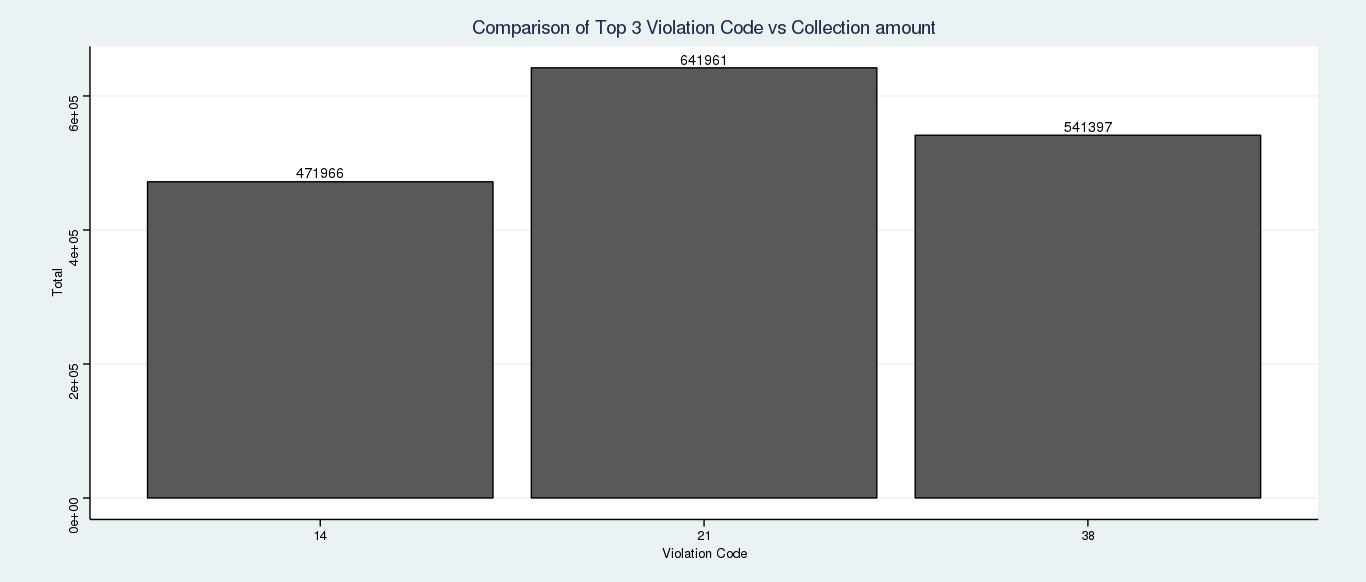 Comparison of Top 3 Violation Code vs Collection amount
641961
541397
471966
6e+05
4e+05
2e+05
0e+00
Total
14
21
38
Violation Code